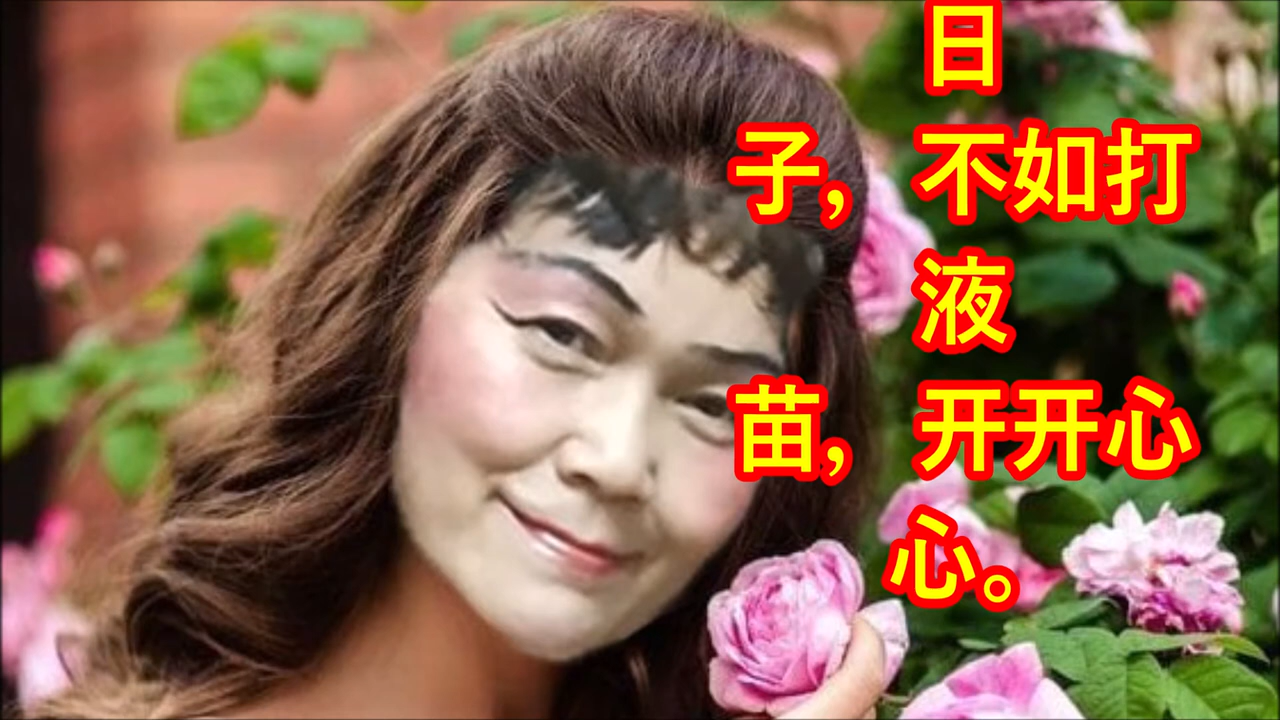 日
子，不如打
液
苗，开开心
心。